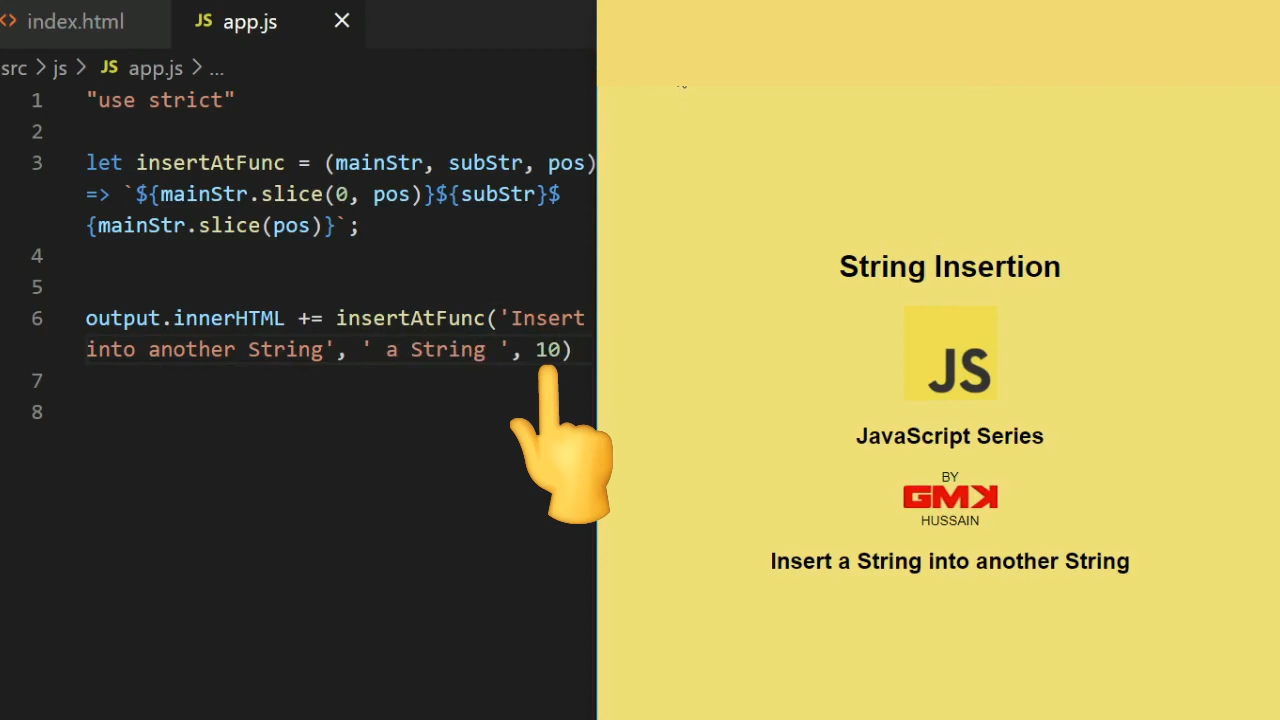 index.html
JS app.js
src > js > JS app.js > ...
1 "use strict"
2
3 let insertAtFunc = (mainStr, subStr, pos)
=> `${mainStr.slice(0, pos)}${subStr}$
{mainStr.slice(pos)}`;
4
5
6 output.innerHTML += insertAtFunc('Insert
into another String', ' a String ', 10)
7
8
String Insertion
JS
JavaScript Series
BY
GMK
HUSSAIN
Insert a String into another String